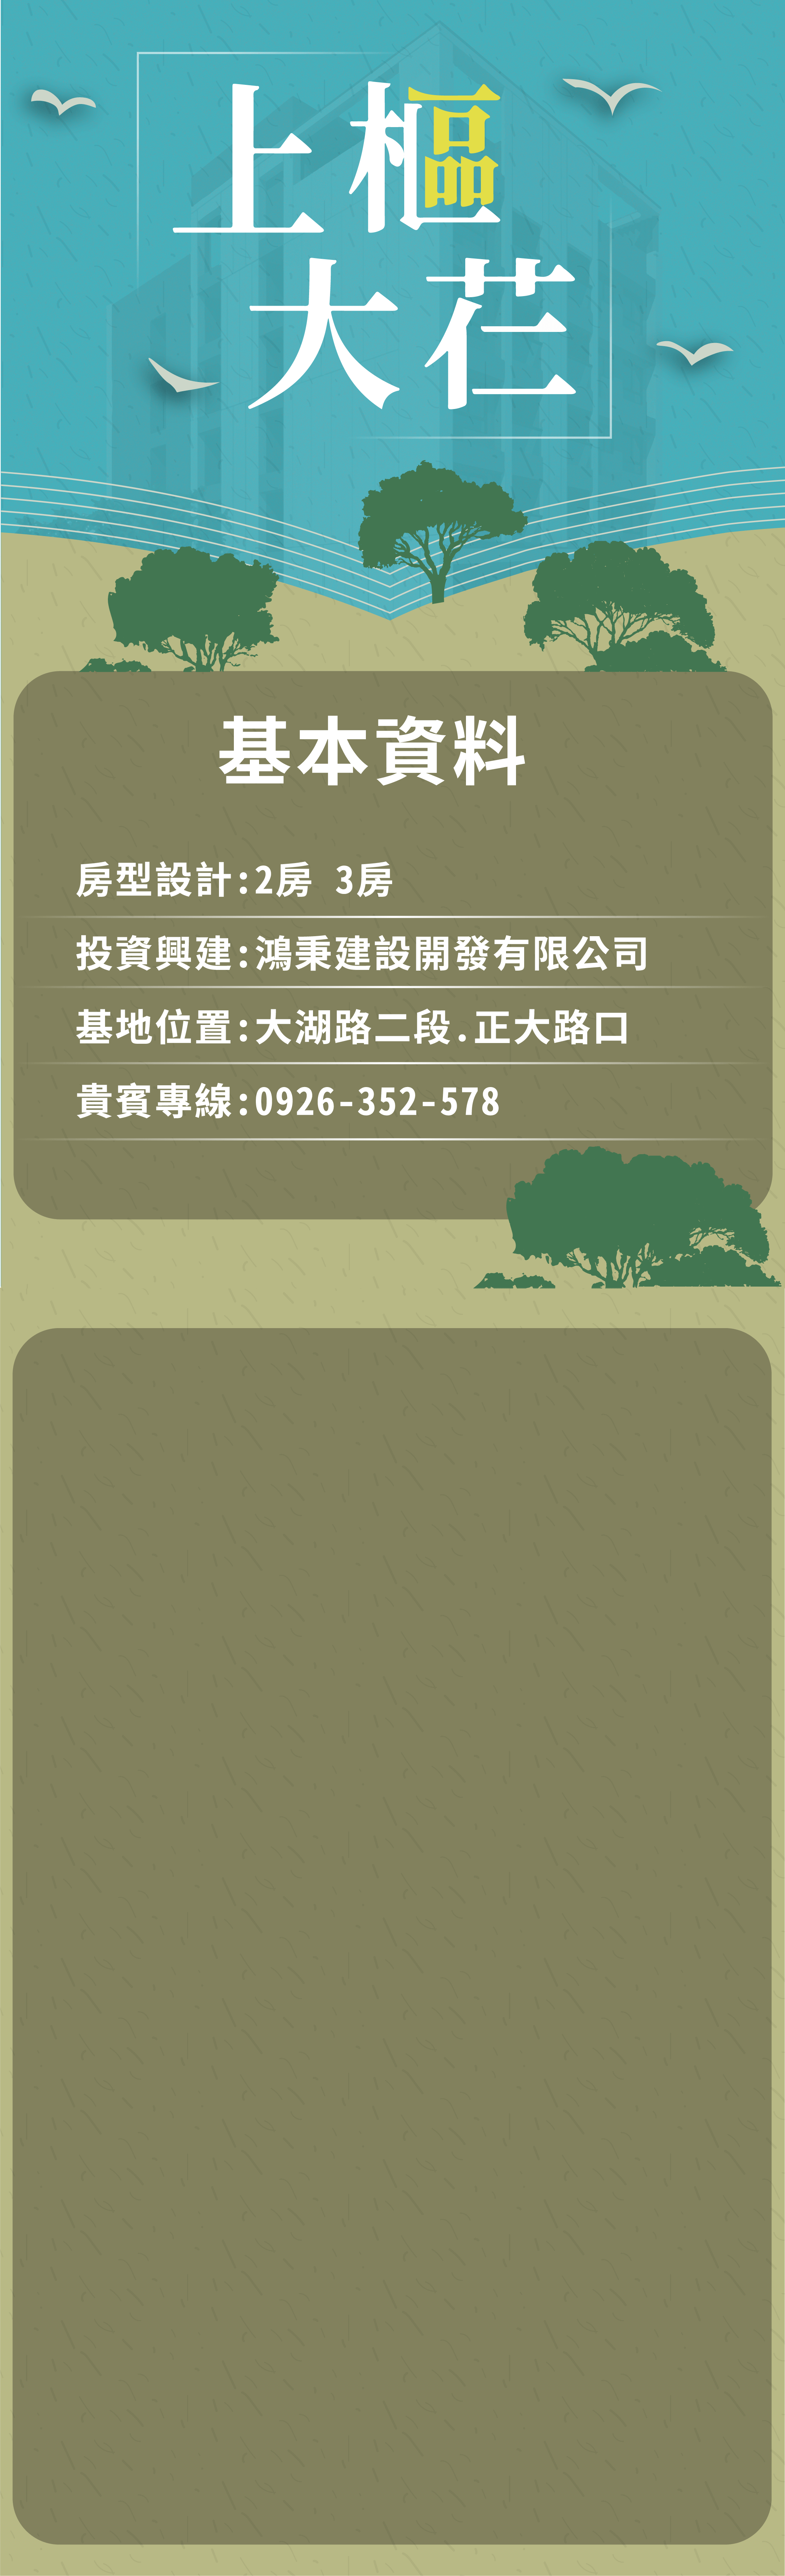 上樞
大荘
基本資料
房型設計:2房 3房
投資興建:鴻秉建設開發有限公司
基地位置:大湖路二段.正大路口
貴賓專線:0926-352-578